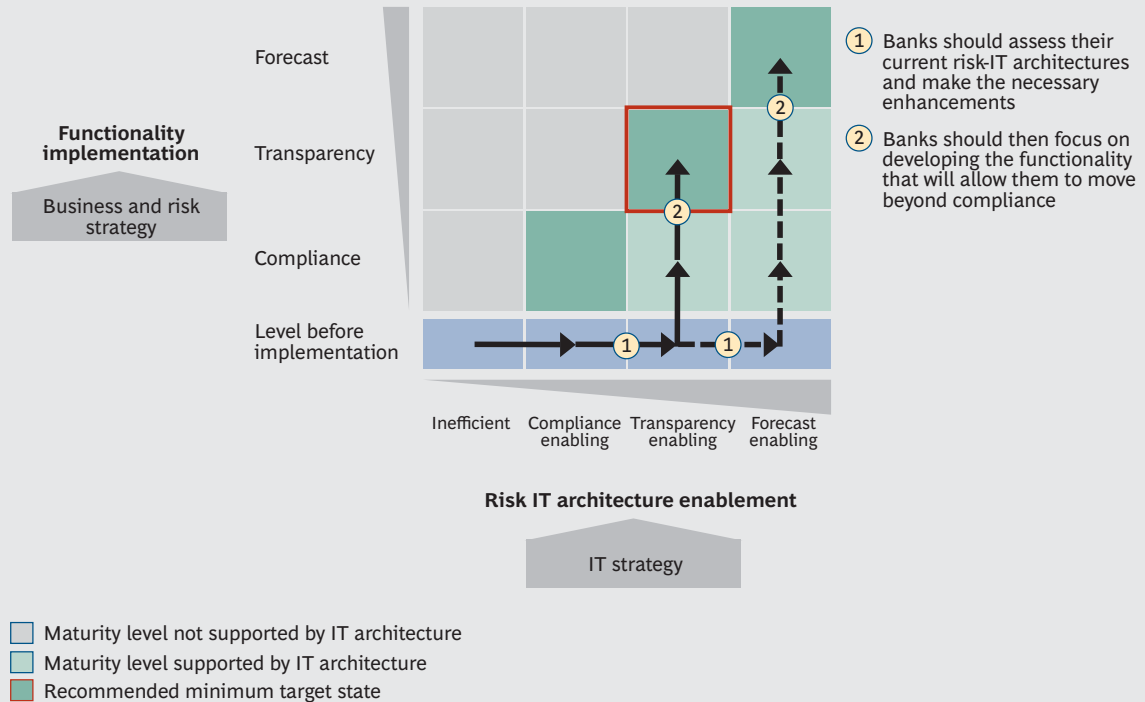 Forecast
Functionality
implementation
Transparency
Business and risk
strategy
Compliance
Level before
implementation
2
2
1
1
Inefficient
Compliance
enabling
Transparency
enabling
Forecast
enabling
Risk IT architecture enablement
IT strategy
1 Banks should assess their
current risk-IT architectures
and make the necessary
enhancements
2 Banks should then focus on
developing the functionality
that will allow them to move
beyond compliance
Maturity level not supported by IT architecture
Maturity level supported by IT architecture
Recommended minimum target state